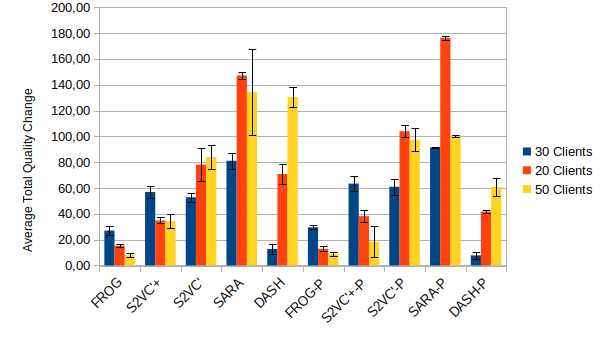 200,00
180,00
160,00
140,00
120,00
100,00
80,00
60,00
40,00
20,00
0,00
Average Total Quality Change
FROG
S2VC'+
S2VC'
SARA
DASH
FROG-P
S2VC'+-P
S2VC'-P
SARA-P
DASH-P
30 Clients
20 Clients
50 Clients